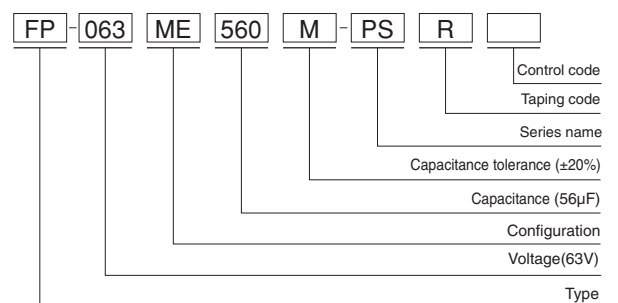 FP-063 ME 560 M-PS R
Control code
Taping code
Series name
Capacitance tolerance (±20%)
Capacitance (56µF)
Configuration
Voltage(63V)
Type